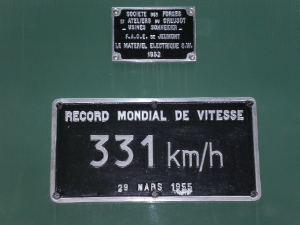 SOCIETE DES FORGES
ET ATELIERS DU CREUSOT
USINES SCHNEIDER
F.A.C.E. DE JEUMONT
LE MATERIEL ELECTRIQUE S.W.
1952
RECORD MONDIAL DE VITESSE
331 km/h
29 MARS 1955